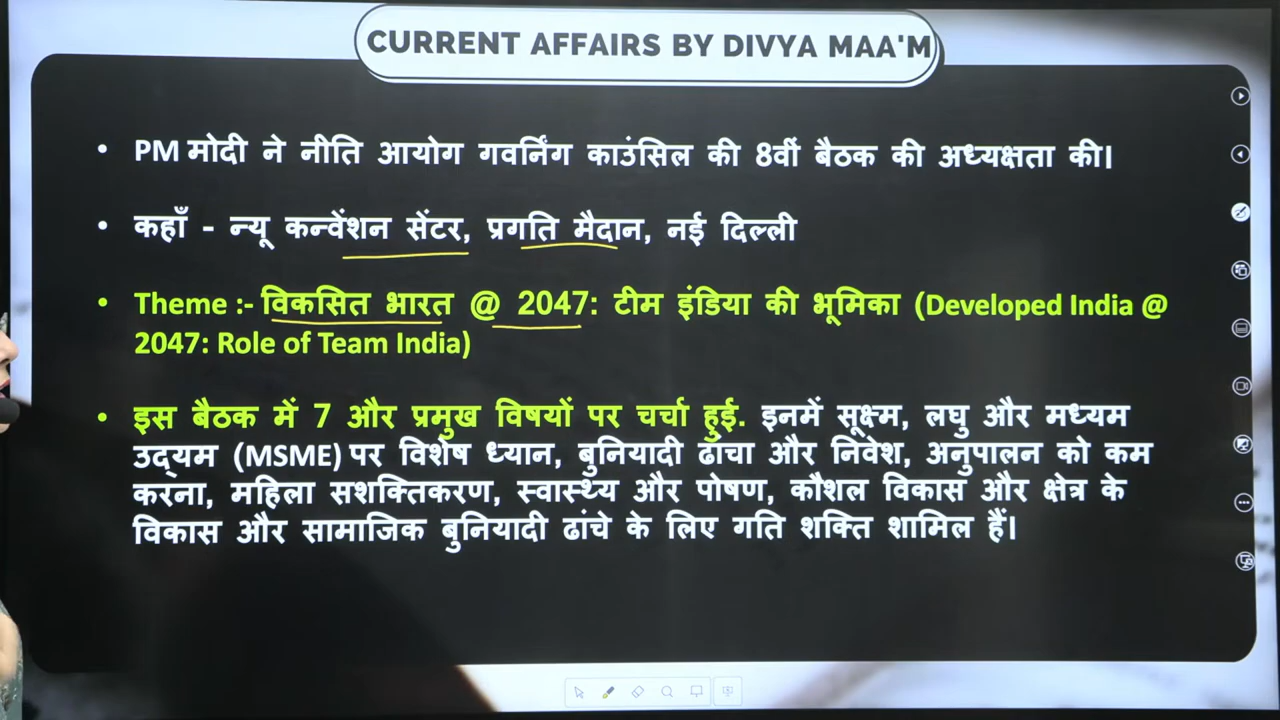 CURRENT AFFAIRS BY DIVYA MAA'M
• PM मोदी ने नीति आयोग गवर्निंग काउंसिल की 8वीं बैठक की अध्यक्षता की।
• कहाँ - न्यू कन्वेंशन सेंटर, प्रगति मैदान, नई दिल्ली
• Theme :- विकसित भारत @ 2047: टीम इंडिया की भूमिका (Developed India @
2047: Role of Team India)
• इस बैठक में 7 और प्रमुख विषयों पर चर्चा हुई. इनमें सूक्ष्म, लघु और मध्यम
उद्यम (MSME) पर विशेष ध्यान, बुनियादी ढांचा और निवेश, अनुपालन को कम
करना, महिला सशक्तिकरण, स्वास्थ्य और पोषण, कौशल विकास और क्षेत्र के
विकास और सामाजिक बुनियादी ढांचे के लिए गति शक्ति शामिल हैं।